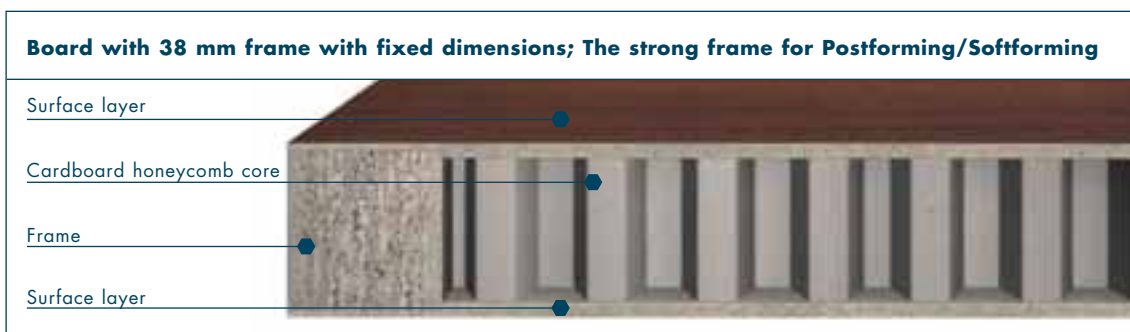 Board with 38 mm frame with fixed dimensions; The strong frame for Postforming/Softforming
Surface layer
Cardboard honeycomb core
Frame
Surface layer